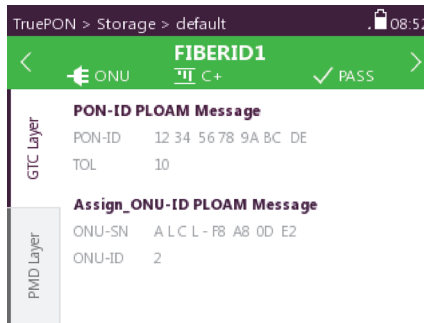 TruePON > Storage > default 08:52
FIBERID1
ONU C+ PASS
GTC Layer
PON-ID PLOAM Message
PON-ID 12 34 56 78 9A BC DE
TOL 10
Assign_ONU-ID PLOAM Message
ONU-SN A L C L - F8 A8 0D E2
ONU-ID 2
PMD Layer